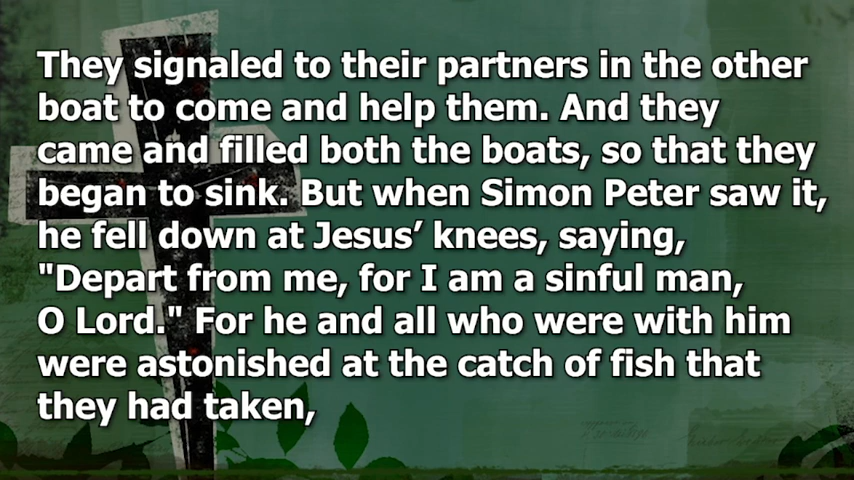 They signaled to their partners in the other
boat to come and help them. And they
came and filled both the boats, so that they
began to sink. But when Simon Peter saw it,
he fell down at Jesus’ knees, saying,
"Depart from me, for I am a sinful man,
O Lord." For he and all who were with him
were astonished at the catch of fish that
they had taken,